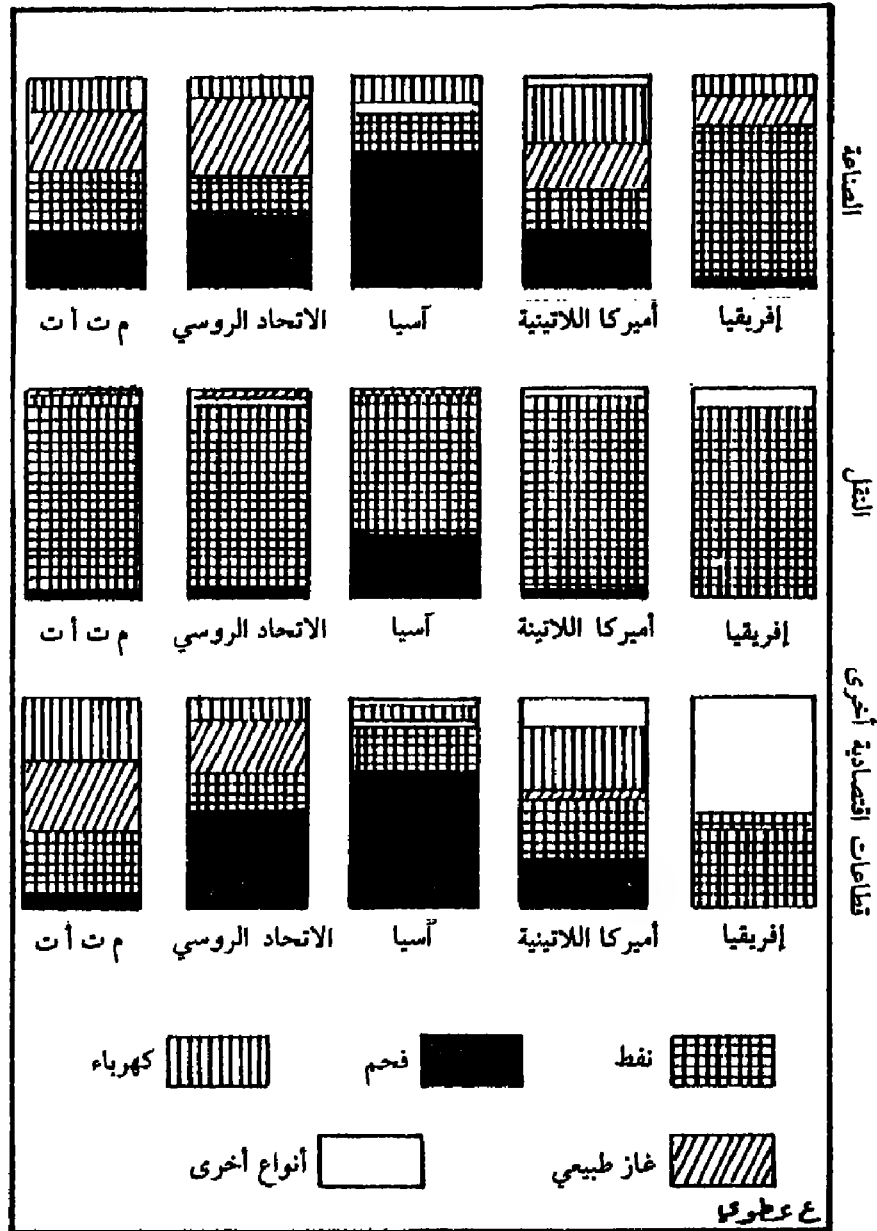 الصناعة
إفريقيا
أميركا اللاتينية
آسيا
الاتحاد الروسي
م ت أ ت
النقل
إفريقيا
أميركا اللاتينة
آسيا
الاتحاد الروسي
م ت أ ت
قطاعات اقتصادية أخرى
إفريقيا
أميركا اللاتينية
آسيا
الاتحاد الروسي
م ت أ ت
نفط
فحم
كهرباء
غاز طبيعي
أنواع أخرى
ع عطوي